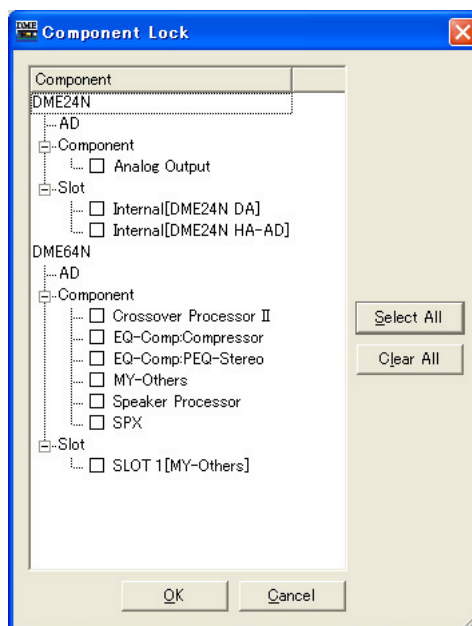 DME
Component Lock
Component
DME24N
AD
Component
Analog Output
Slot
Internal[DME24N DA]
Internal[DME24N HA-AD]
DME64N
AD
Component
Crossover Processor II
EQ-Comp:Compressor
EQ-Comp:PEQ-Stereo
MY-Others
Speaker Processor
SPX
Slot
SLOT 1[MY-Others]
Select All
Clear All
OK
Cancel